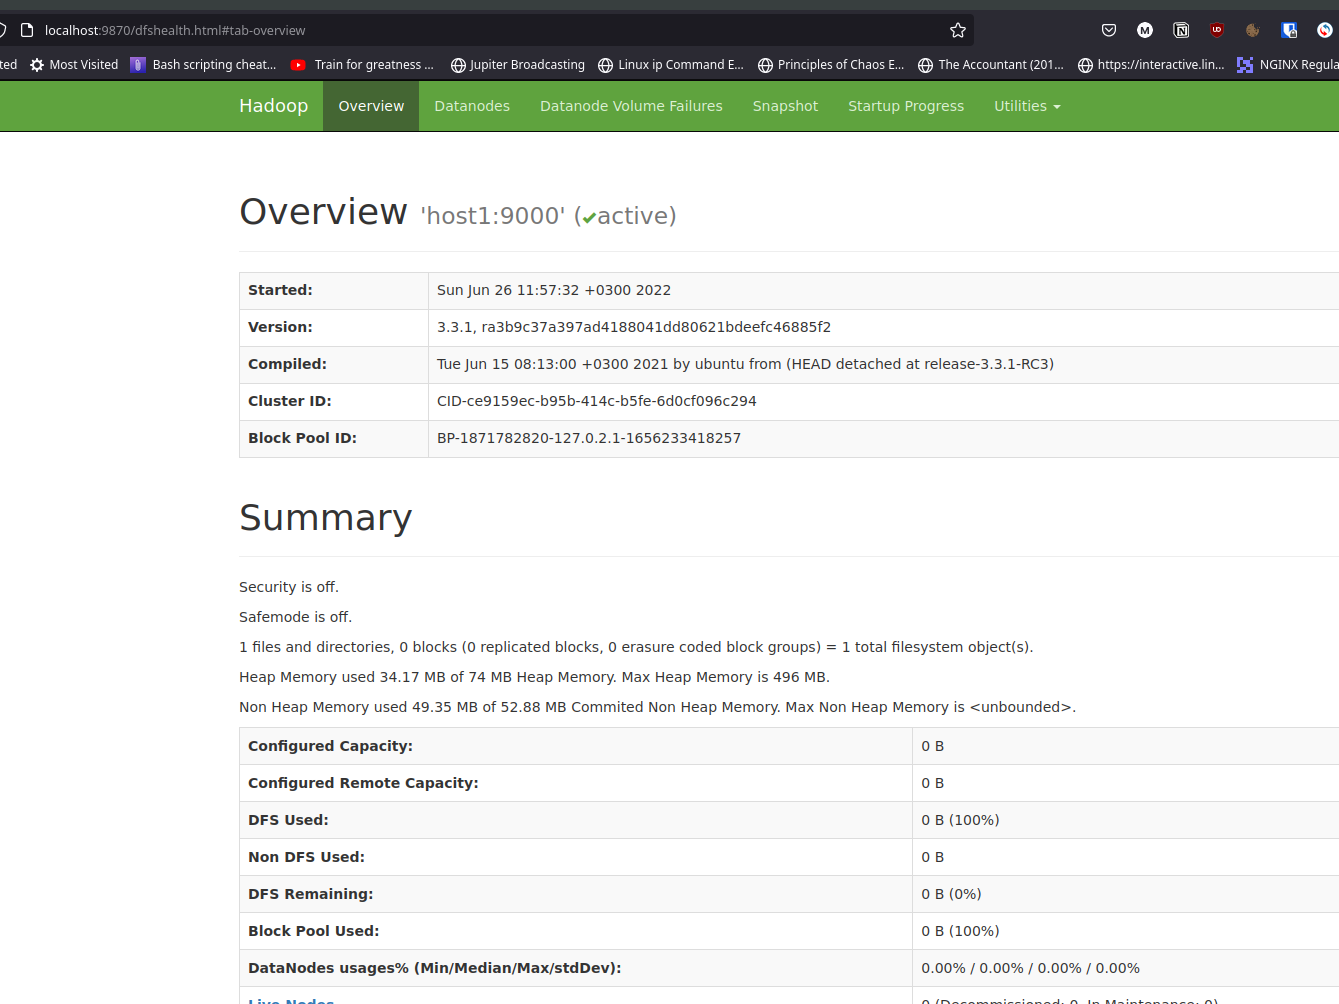 localhost:9870/dfshealth.html#tab-overview
ted Most Visited Bash scripting cheat... Train for greatness ... Jupiter Broadcasting Linux ip Command E... Principles of Chaos E... The Accountant (201... https://interactive.lin... NGINX Regula
Hadoop Overview Datanodes Datanode Volume Failures Snapshot Startup Progress Utilities
Overview 'host1:9000' (✔active)
Started: Sun Jun 26 11:57:32 +0300 2022
Version: 3.3.1, ra3b9c37a397ad4188041dd80621bdeefc46885f2
Compiled: Tue Jun 15 08:13:00 +0300 2021 by ubuntu from (HEAD detached at release-3.3.1-RC3)
Cluster ID: CID-ce9159ec-b95b-414c-b5fe-6d0cf096c294
Block Pool ID: BP-1871782820-127.0.2.1-1656233418257
Summary
Security is off.
Safemode is off.
1 files and directories, 0 blocks (0 replicated blocks, 0 erasure coded block groups) = 1 total filesystem object(s).
Heap Memory used 34.17 MB of 74 MB Heap Memory. Max Heap Memory is 496 MB.
Non Heap Memory used 49.35 MB of 52.88 MB Commited Non Heap Memory. Max Non Heap Memory is <unbounded>.
Configured Capacity: 0 B
Configured Remote Capacity: 0 B
DFS Used: 0 B (100%)
Non DFS Used: 0 B
DFS Remaining: 0 B (0%)
Block Pool Used: 0 B (100%)
DataNodes usages% (Min/Median/Max/stdDev): 0.00% / 0.00% / 0.00% / 0.00%
Live Nodes 0 (Decommissioned: 0, In Maintenance: 0)